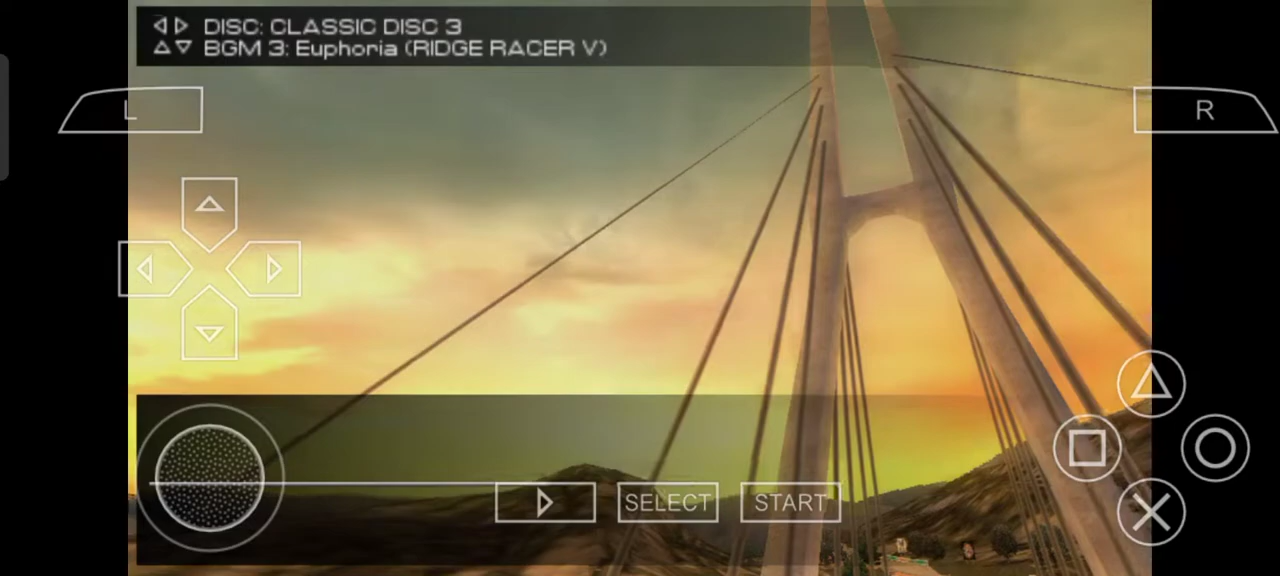 DISC: CLASSIC DISC 3
BGM 3: Euphoria (RIDGE RACER V)
L
R
SELECT
START